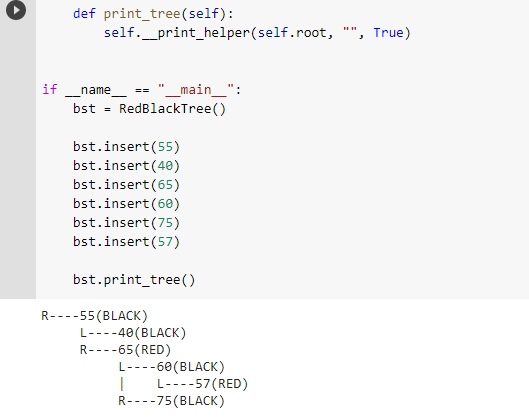 def print_tree(self):
    self.__print_helper(self.root, "", True)
if __name__ == "__main__":
    bst = RedBlackTree()
    bst.insert(55)
    bst.insert(40)
    bst.insert(65)
    bst.insert(60)
    bst.insert(75)
    bst.insert(57)
    bst.print_tree()
R----55(BLACK)
     L----40(BLACK)
     R----65(RED)
          L----60(BLACK)
          |    L----57(RED)
          R----75(BLACK)